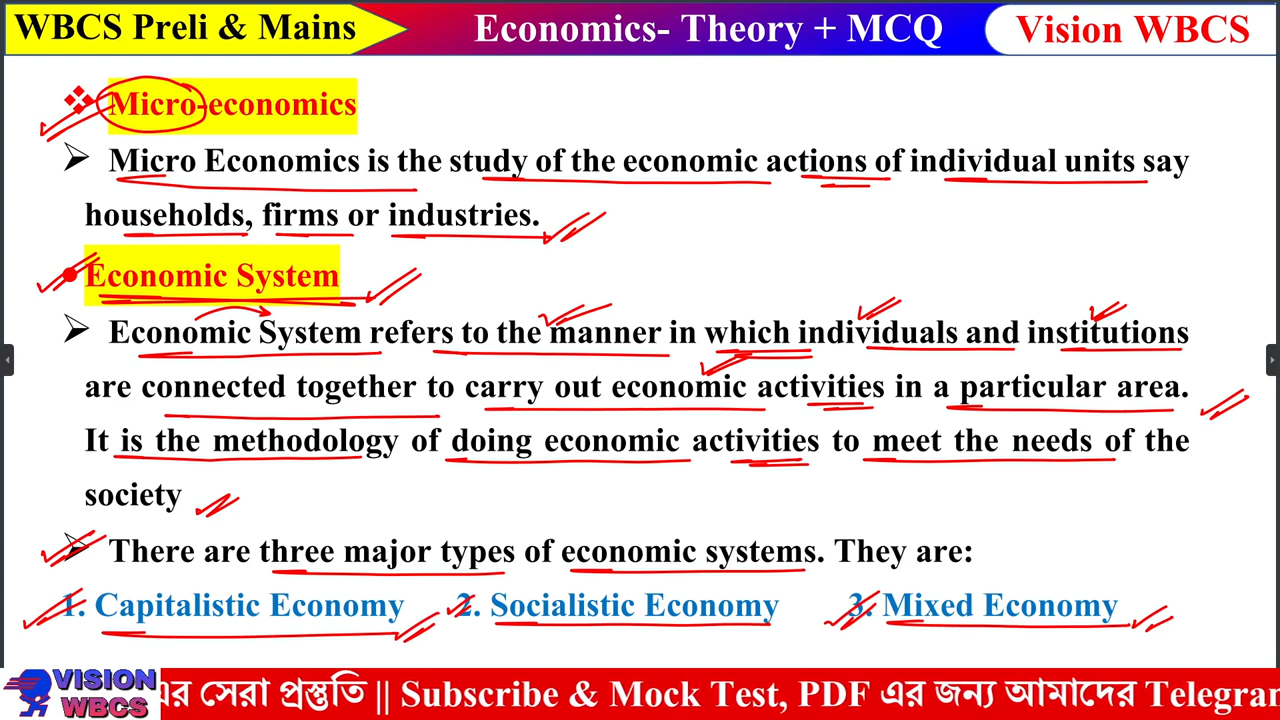 WBCS Preli & Mains
Economics- Theory + MCQ
Vision WBCS
Micro-economics
Micro Economics is the study of the economic actions of individual units say
households, firms or industries.
Economic System
Economic System refers to the manner in which individuals and institutions
are connected together to carry out economic activities in a particular area.
It is the methodology of doing economic activities to meet the needs of the
society
There are three major types of economic systems. They are:
1. Capitalistic Economy 2. Socialistic Economy 3. Mixed Economy
VISION
WBCS
এর সেরা প্রস্তুতি || Subscribe & Mock Test, PDF এর জন্য আমাদের Telegram